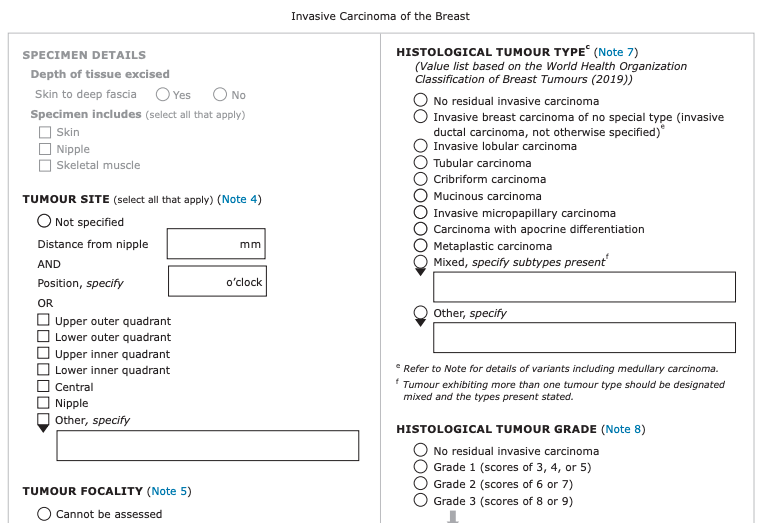 Invasive Carcinoma of the Breast
SPECIMEN DETAILS
Depth of tissue excised
Skin to deep fascia Yes No
Specimen includes (select all that apply)
Skin
Nipple
Skeletal muscle
TUMOUR SITE (select all that apply) (Note 4)
Not specified
Distance from nipple mm
AND
Position, specify o'clock
OR
Upper outer quadrant
Lower outer quadrant
Upper inner quadrant
Lower inner quadrant
Central
Nipple
Other, specify
TUMOUR FOCALITY (Note 5)
Cannot be assessed
HISTOLOGICAL TUMOUR TYPEᶜ (Note 7)
(Value list based on the World Health Organization
Classification of Breast Tumours (2019))
No residual invasive carcinoma
Invasive breast carcinoma of no special type (invasive
ductal carcinoma, not otherwise specified)ᵉ
Invasive lobular carcinoma
Tubular carcinoma
Cribriform carcinoma
Mucinous carcinoma
Invasive micropapillary carcinoma
Carcinoma with apocrine differentiation
Metaplastic carcinoma
Mixed, specify subtypes presentᶠ
Other, specify
ᵉ Refer to Note for details of variants including medullary carcinoma.
ᶠ Tumour exhibiting more than one tumour type should be designated
mixed and the types present stated.
HISTOLOGICAL TUMOUR GRADE (Note 8)
No residual invasive carcinoma
Grade 1 (scores of 3, 4, or 5)
Grade 2 (scores of 6 or 7)
Grade 3 (scores of 8 or 9)